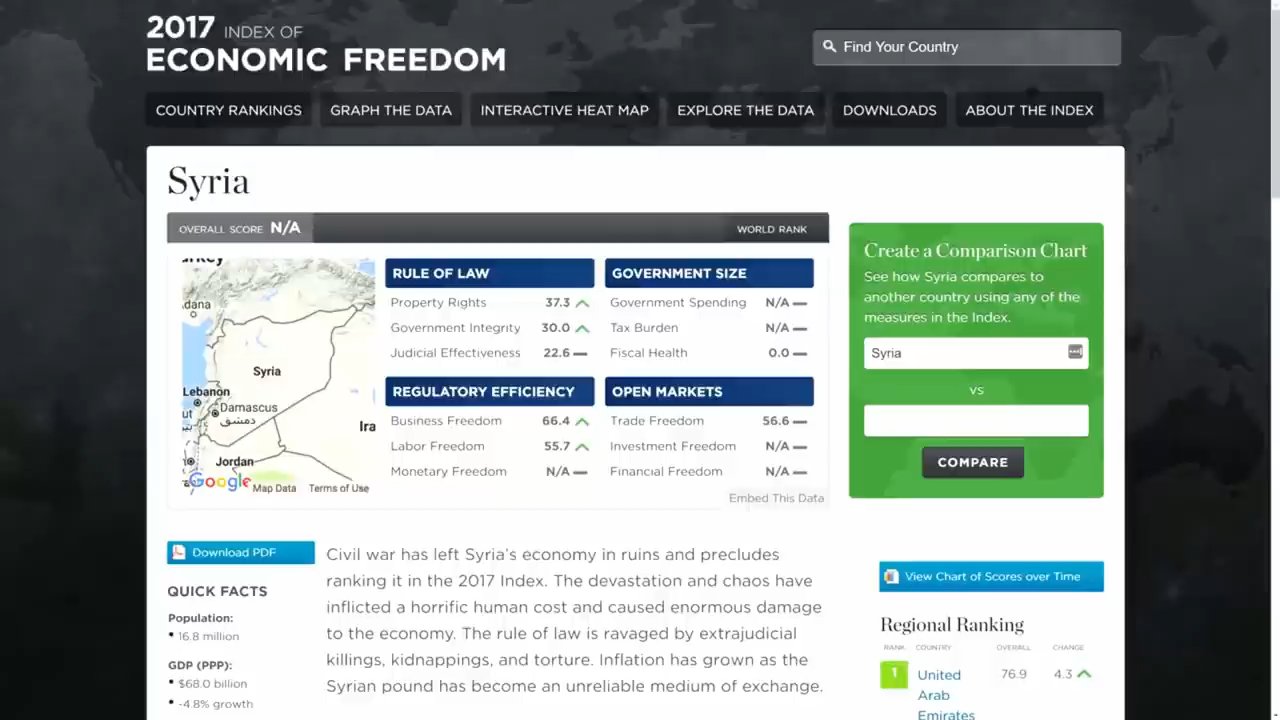 2017 INDEX OF
ECONOMIC FREEDOM
Find Your Country
COUNTRY RANKINGS
GRAPH THE DATA
INTERACTIVE HEAT MAP
EXPLORE THE DATA
DOWNLOADS
ABOUT THE INDEX
Syria
OVERALL SCORE N/A
WORLD RANK
dana
Syria
Lebanon
ut
Damascus
دمشق
Ira
Jordan
Google
Map Data
Terms of Use
RULE OF LAW
Property Rights 37.3
Government Integrity 30.0
Judicial Effectiveness 22.6
GOVERNMENT SIZE
Government Spending N/A
Tax Burden N/A
Fiscal Health 0.0
REGULATORY EFFICIENCY
Business Freedom 66.4
Labor Freedom 55.7
Monetary Freedom N/A
OPEN MARKETS
Trade Freedom 56.6
Investment Freedom N/A
Financial Freedom N/A
Embed This Data
Create a Comparison Chart
See how Syria compares to
another country using any of the
measures in the Index.
Syria
vs
COMPARE
Download PDF
QUICK FACTS
Population:
• 16.8 million
GDP (PPP):
• $68.0 billion
• -4.8% growth
Civil war has left Syria's economy in ruins and precludes
ranking it in the 2017 Index. The devastation and chaos have
inflicted a horrific human cost and caused enormous damage
to the economy. The rule of law is ravaged by extrajudicial
killings, kidnappings, and torture. Inflation has grown as the
Syrian pound has become an unreliable medium of exchange.
View Chart of Scores over Time
Regional Ranking
RANK COUNTRY OVERALL CHANGE
1 United 76.9 4.3
Arab
Emirates